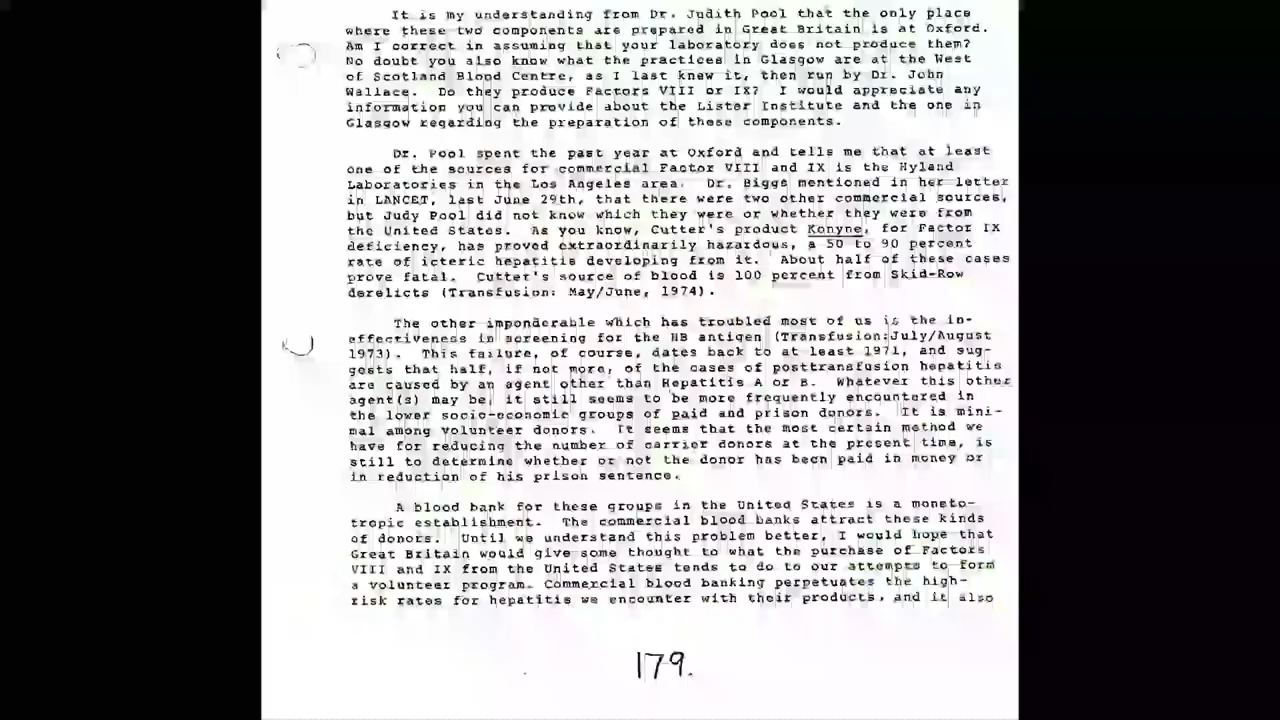 It is my understanding from Dr. Judith Pool that the only place
where these two components are prepared in Great Britain is at Oxford.
Am I correct in assuming that your laboratory does not produce them?
No doubt you also know what the practices in Glasgow are at the West
of Scotland Blood Centre, as I last knew it, then run by Dr. John
Wallace. Do they produce Factors VIII or IX? I would appreciate any
information you can provide about the Lister Institute and the one in
Glasgow regarding the preparation of these components.
Dr. Pool spent the past year at Oxford and tells me that at least
one of the sources for commercial Factor VIII and IX is the Hyland
Laboratories in the Los Angeles area. Dr. Biggs mentioned in her letter
in LANCET, last June 29th, that there were two other commercial sources,
but Judy Pool did not know which they were or whether they were from
the United States. As you know, Cutter's product Konyne, for Factor IX
deficiency, has proved extraordinarily hazardous, a 50 to 90 percent
rate of icteric hepatitis developing from it. About half of these cases
prove fatal. Cutter's source of blood is 100 percent from Skid-Row
derelicts (Transfusion: May/June, 1974).
The other imponderable which has troubled most of us is the in-
effectiveness in screening for the HB antigen (Transfusion:July/August
1973). This failure, of course, dates back to at least 1971, and sug-
gests that half, if not more, of the cases of posttransfusion hepatitis
are caused by an agent other than Hepatitis A or B. Whatever this other
agent(s) may be, it still seems to be more frequently encountered in
the lower socio-economic groups of paid and prison donors. It is mini-
mal among volunteer donors. It seems that the most certain method we
have for reducing the number of carrier donors at the present time, is
still to determine whether or not the donor has been paid in money or
in reduction of his prison sentence.
A blood bank for these groups in the United States is a moneto-
tropic establishment. The commercial blood banks attract these kinds
of donors. Until we understand this problem better, I would hope that
Great Britain would give some thought to what the purchase of Factors
VIII and IX from the United States tends to do to our attempts to form
a volunteer program. Commercial blood banking perpetuates the high-
risk rates for hepatitis we encounter with their products, and it also
179.